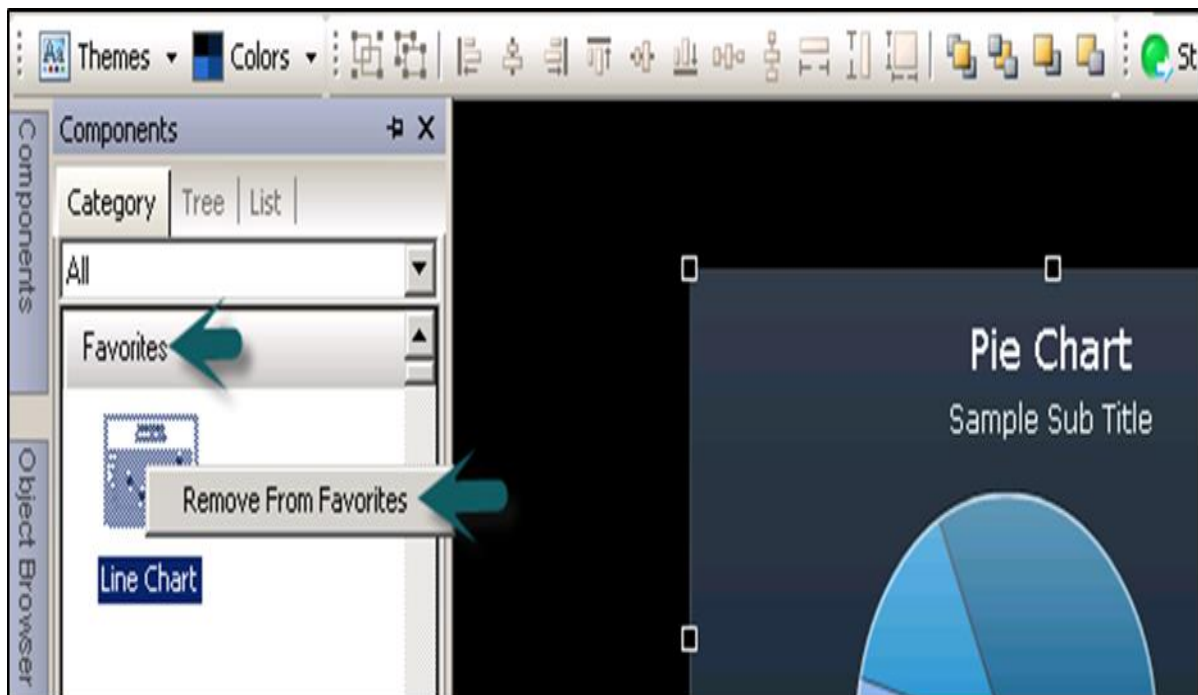 Themes Colors St
Components
Category Tree List
All
Favorites
Remove From Favorites
Line Chart
Components
Object Browser
Pie Chart
Sample Sub Title